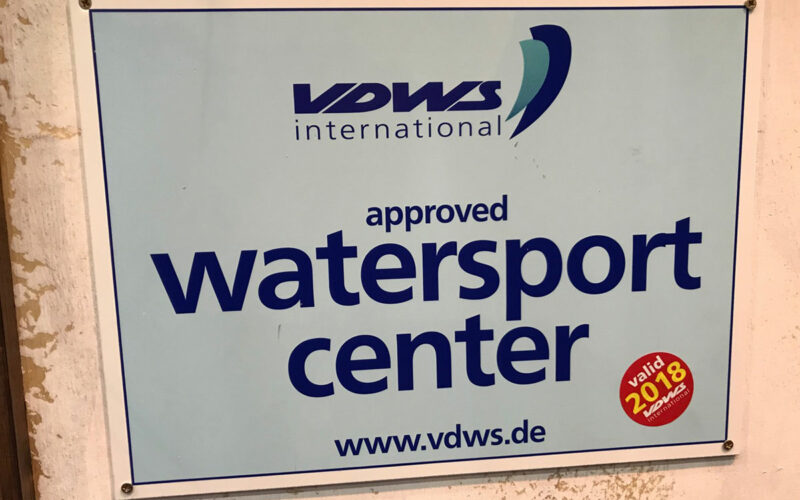 VDWS
international
approved
watersport
center
valid
2018
VDWS
international
www.vdws.de